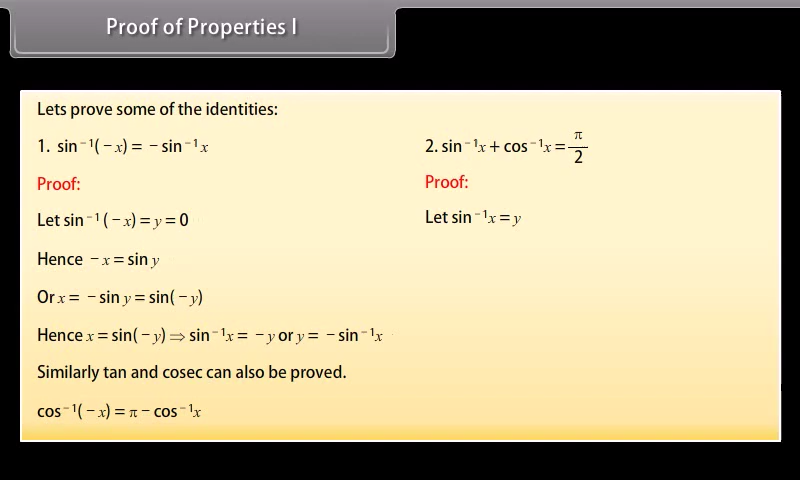 Proof of Properties I
Lets prove some of the identities:
1. sin⁻¹(−x) = −sin⁻¹x
Proof:
Let sin⁻¹(−x) = y = 0
Hence −x = sin y
Or x = −sin y = sin(−y)
Hence x = sin(−y) ⇒ sin⁻¹x = −y or y = −sin⁻¹x
Similarly tan and cosec can also be proved.
cos⁻¹(−x) = π − cos⁻¹x
2. sin⁻¹x + cos⁻¹x = π/2
Proof:
Let sin⁻¹x = y